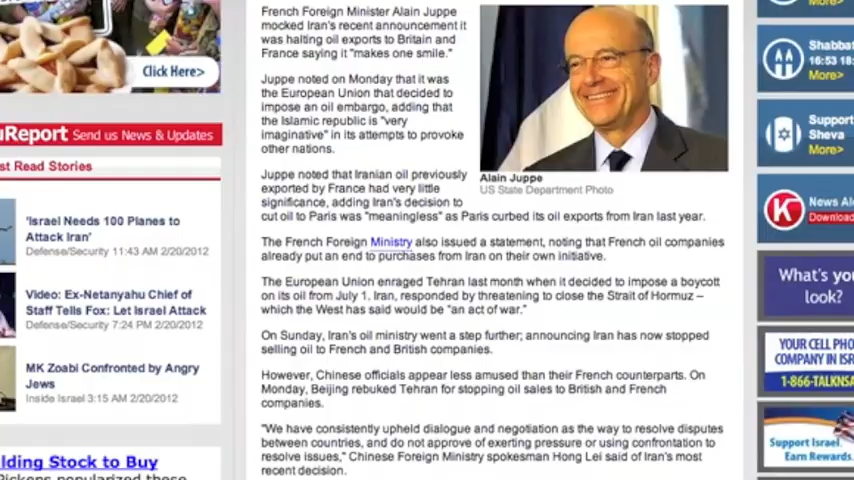 Click Here>
uReport Send us News & Updates
st Read Stories
'Israel Needs 100 Planes to
Attack Iran'
Defense/Security 11:43 AM 2/20/2012
Video: Ex-Netanyahu Chief of
Staff Tells Fox: Let Israel Attack
Defense/Security 7:24 PM 2/20/2012
MK Zoabi Confronted by Angry
Jews
Inside Israel 3:15 AM 2/20/2012
lding Stock to Buy
Pickens popularized these
French Foreign Minister Alain Juppe
mocked Iran's recent announcement it
was halting oil exports to Britain and
France saying it "makes one smile."
Juppe noted on Monday that it was
the European Union that decided to
impose an oil embargo, adding that
the Islamic republic is "very
imaginative" in its attempts to provoke
other nations.
Juppe noted that Iranian oil previously
exported by France had very little
significance, adding Iran's decision to
cut oil to Paris was "meaningless" as Paris curbed its oil exports from Iran last year.
Alain Juppe
US State Department Photo
The French Foreign Ministry also issued a statement, noting that French oil companies
already put an end to purchases from Iran on their own initiative.
The European Union enraged Tehran last month when it decided to impose a boycott
on its oil from July 1. Iran, responded by threatening to close the Strait of Hormuz –
which the West has said would be "an act of war."
On Sunday, Iran's oil ministry went a step further; announcing Iran has now stopped
selling oil to French and British companies.
However, Chinese officials appear less amused than their French counterparts. On
Monday, Beijing rebuked Tehran for stopping oil sales to British and French
companies.
"We have consistently upheld dialogue and negotiation as the way to resolve disputes
between countries, and do not approve of exerting pressure or using confrontation to
resolve issues," Chinese Foreign Ministry spokesman Hong Lei said of Iran's most
recent decision.
More>
Shabbat
16:53 18:
More>
Support
Sheva
More>
K
News Ale
Download
What's you
look?
YOUR CELL PHO
COMPANY IN ISR
1-866-TALKNSA
Support Israel
Earn Rewards.